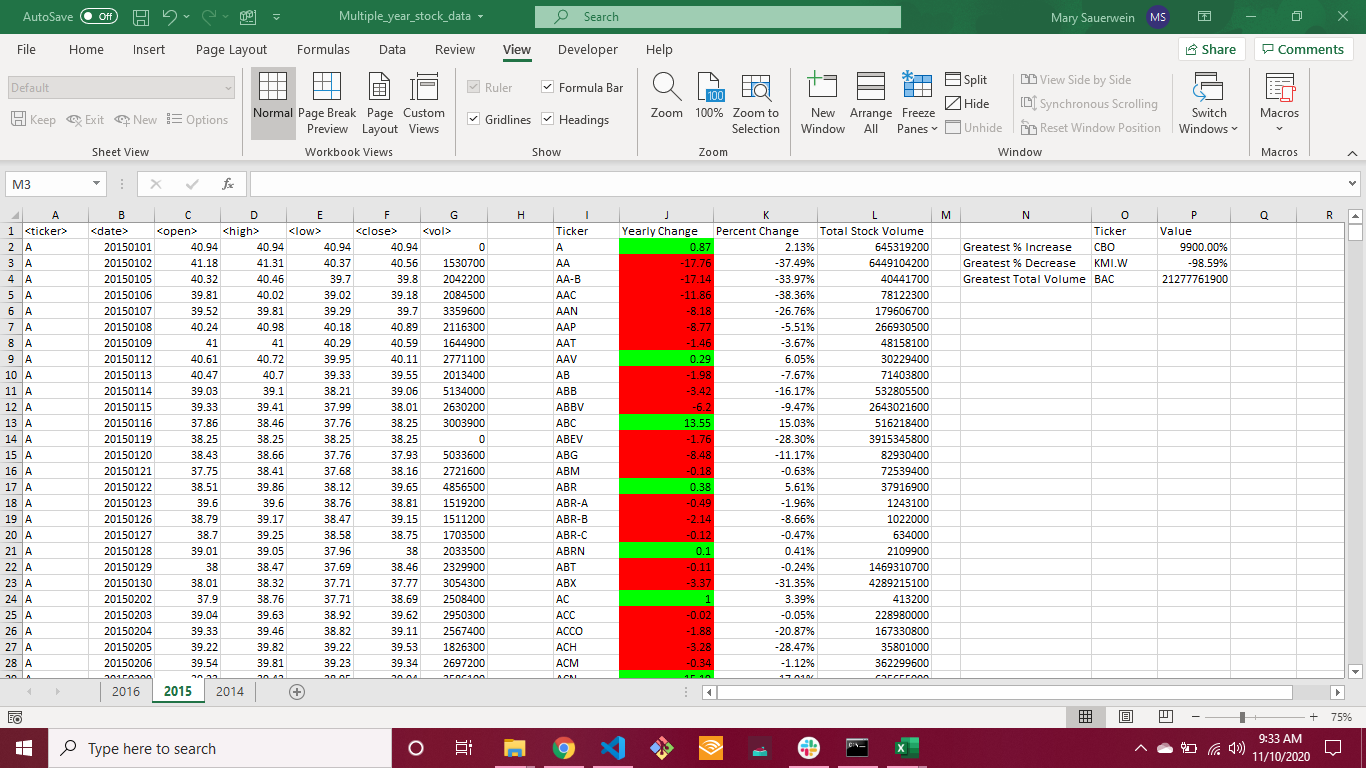 AutoSave Off Multiple_year_stock_data Search Mary Sauerwein MS
File Home Insert Page Layout Formulas Data Review View Developer Help Share Comments
Default
Keep Exit New Options
Sheet View
Normal Page Break Preview Page Layout Custom Views
Workbook Views
Ruler Formula Bar
Gridlines Headings
Show
Zoom 100 100% Zoom to Selection
Zoom
New Window Arrange All Freeze Panes
Split
Hide
Unhide
View Side by Side
Synchronous Scrolling
Reset Window Position
Switch Windows
Window
Macros
Macros
M3 fx
A B C D E F G H I J K L M N O P Q R
1 <ticker> <date> <open> <high> <low> <close> <vol> Ticker Yearly Change Percent Change Total Stock Volume Ticker Value
2 A 20150101 40.94 40.94 40.94 40.94 0 A 0.87 2.13% 645319200 Greatest % Increase CBO 9900.00%
3 A 20150102 41.18 41.31 40.37 40.56 1530700 AA -17.76 -37.49% 6449104200 Greatest % Decrease KMI.W -98.59%
4 A 20150105 40.32 40.46 39.7 39.8 2042200 AA-B -17.14 -33.97% 40441700 Greatest Total Volume BAC 21277761900
5 A 20150106 39.81 40.02 39.02 39.18 2084500 AAC -11.86 -38.36% 78122300
6 A 20150107 39.52 39.81 39.29 39.7 3359600 AAN -8.18 -26.76% 179606700
7 A 20150108 40.24 40.98 40.18 40.89 2116300 AAP -8.77 -5.51% 266930500
8 A 20150109 41 41 40.29 40.59 1644900 AAT -1.46 -3.67% 48158100
9 A 20150112 40.61 40.72 39.95 40.11 2771100 AAV 0.29 6.05% 30229400
10 A 20150113 40.47 40.7 39.33 39.55 2013400 AB -1.98 -7.67% 71403800
11 A 20150114 39.03 39.1 38.21 39.06 5134000 ABB -3.42 -16.17% 532805500
12 A 20150115 39.33 39.41 37.99 38.01 2630200 ABBV -6.2 -9.47% 2643021600
13 A 20150116 37.86 38.46 37.76 38.25 3003900 ABC 13.55 15.03% 516218400
14 A 20150119 38.25 38.25 38.25 38.25 0 ABEV -1.76 -28.30% 3915345800
15 A 20150120 38.43 38.66 37.76 37.93 5033600 ABG -8.48 -11.17% 82930400
16 A 20150121 37.75 38.41 37.68 38.16 2721600 ABM -0.18 -0.63% 72539400
17 A 20150122 38.51 39.86 38.12 39.65 4856500 ABR 0.38 5.61% 37916900
18 A 20150123 39.6 39.6 38.76 38.81 1519200 ABR-A -0.49 -1.96% 1243100
19 A 20150126 38.79 39.17 38.47 39.15 1511200 ABR-B -2.14 -8.66% 1022000
20 A 20150127 38.7 39.25 38.58 38.75 1703500 ABR-C -0.12 -0.47% 634000
21 A 20150128 39.01 39.05 37.96 38 2033500 ABRN 0.1 0.41% 2109900
22 A 20150129 38 38.47 37.69 38.46 2329900 ABT -0.11 -0.24% 1469310700
23 A 20150130 38.01 38.32 37.71 37.77 3054300 ABX -3.37 -31.35% 4289215100
24 A 20150202 37.9 38.76 37.71 38.69 2508400 AC 1 3.39% 413200
25 A 20150203 39.04 39.63 38.92 39.62 2950300 ACC -0.02 -0.05% 228980000
26 A 20150204 39.33 39.46 38.82 39.11 2567400 ACCO -1.88 -20.87% 167330800
27 A 20150205 39.22 39.82 39.22 39.53 1826300 ACH -3.28 -28.47% 35801000
28 A 20150206 39.54 39.81 39.23 39.34 2697200 ACM -0.34 -1.12% 362299600
2016 2015 2014
75%
Type here to search
9:33 AM
11/10/2020